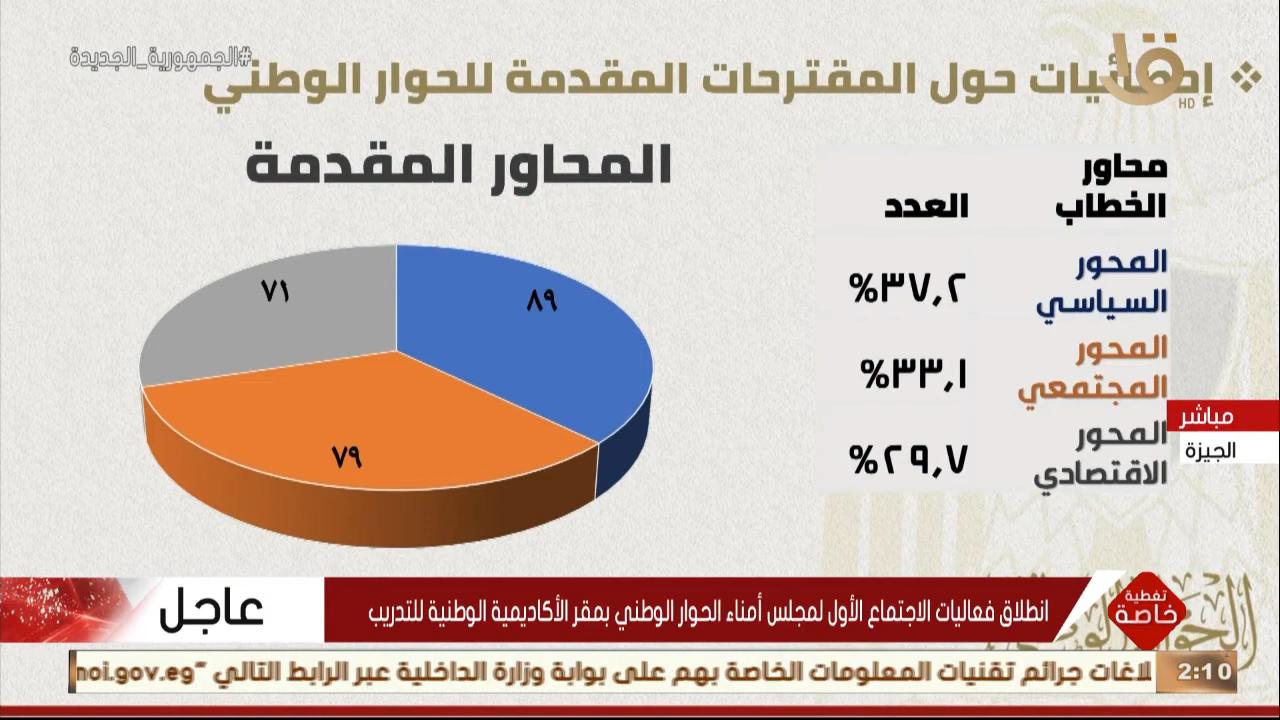 #الجمهورية_الجديدة
HD
إحصائيات حول المقترحات المقدمة للحوار الوطني
المحاور المقدمة
محاور الخطاب العدد
المحور السياسي ٣٧,٢%
المحور المجتمعي ٣٣,١%
المحور الاقتصادي ٢٩,٧%
٧١
٨٩
٧٩
مباشر
الجيزة
تغطية
خاصة
انطلاق فعاليات الاجتماع الأول لمجلس أمناء الحوار الوطني بمقر الأكاديمية الوطنية للتدريب
عاجل
2:10
جرائم تقنيات المعلومات الخاصة بهم على بوابة وزارة الداخلية عبر الرابط التالي "noi.gov.eg